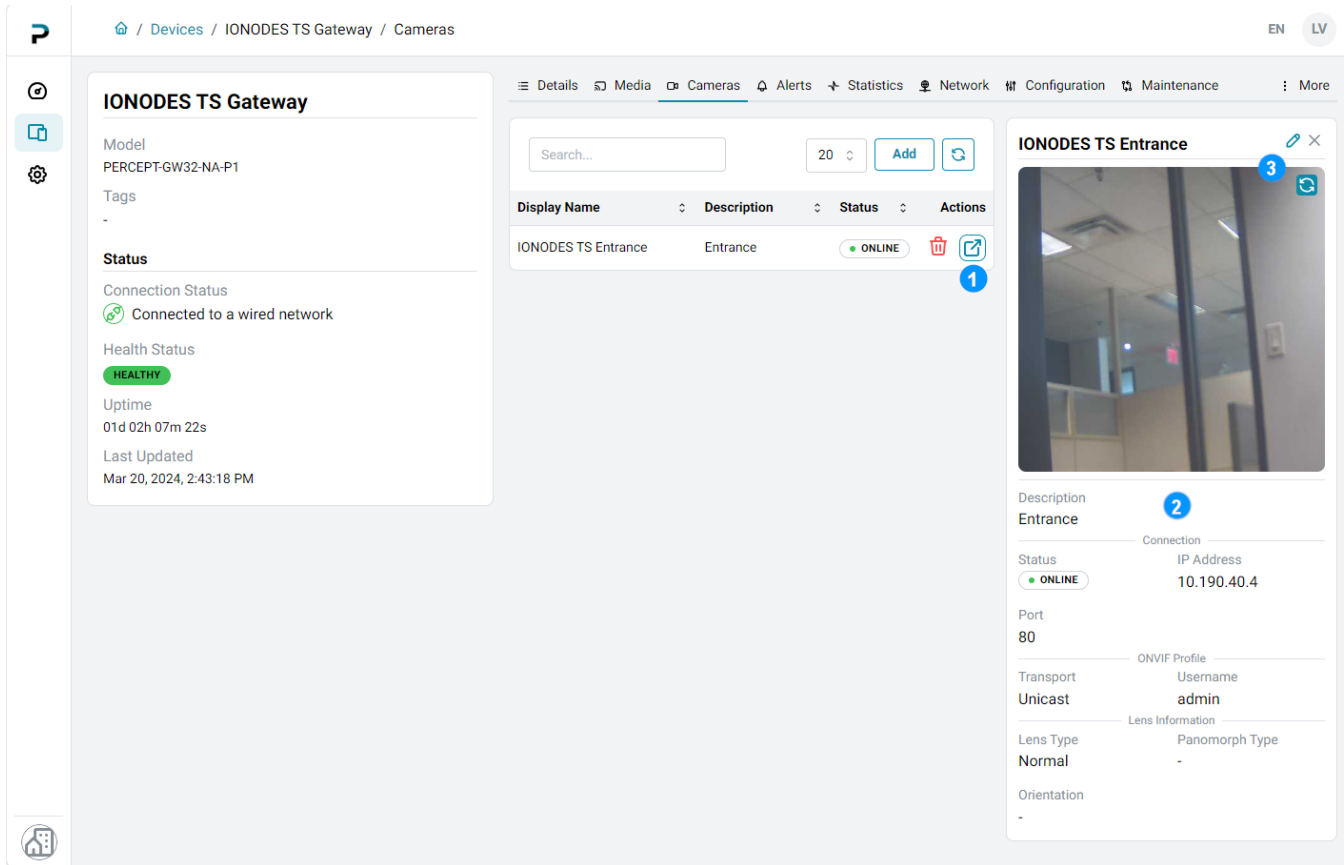 / Devices / IONODES TS Gateway / Cameras
EN LV
IONODES TS Gateway
Model
PERCEPT-GW32-NA-P1
Tags
-
Status
Connection Status
Connected to a wired network
Health Status
HEALTHY
Uptime
01d 02h 07m 22s
Last Updated
Mar 20, 2024, 2:43:18 PM
Details Media Cameras Alerts Statistics Network Configuration Maintenance More
Search... 20 Add
Display Name Description Status Actions
IONODES TS Entrance Entrance ONLINE
1
IONODES TS Entrance
3
Description
2
Entrance
Connection
Status IP Address
ONLINE 10.190.40.4
Port
80
ONVIF Profile
Transport Username
Unicast admin
Lens Information
Lens Type Panomorph Type
Normal -
Orientation
-